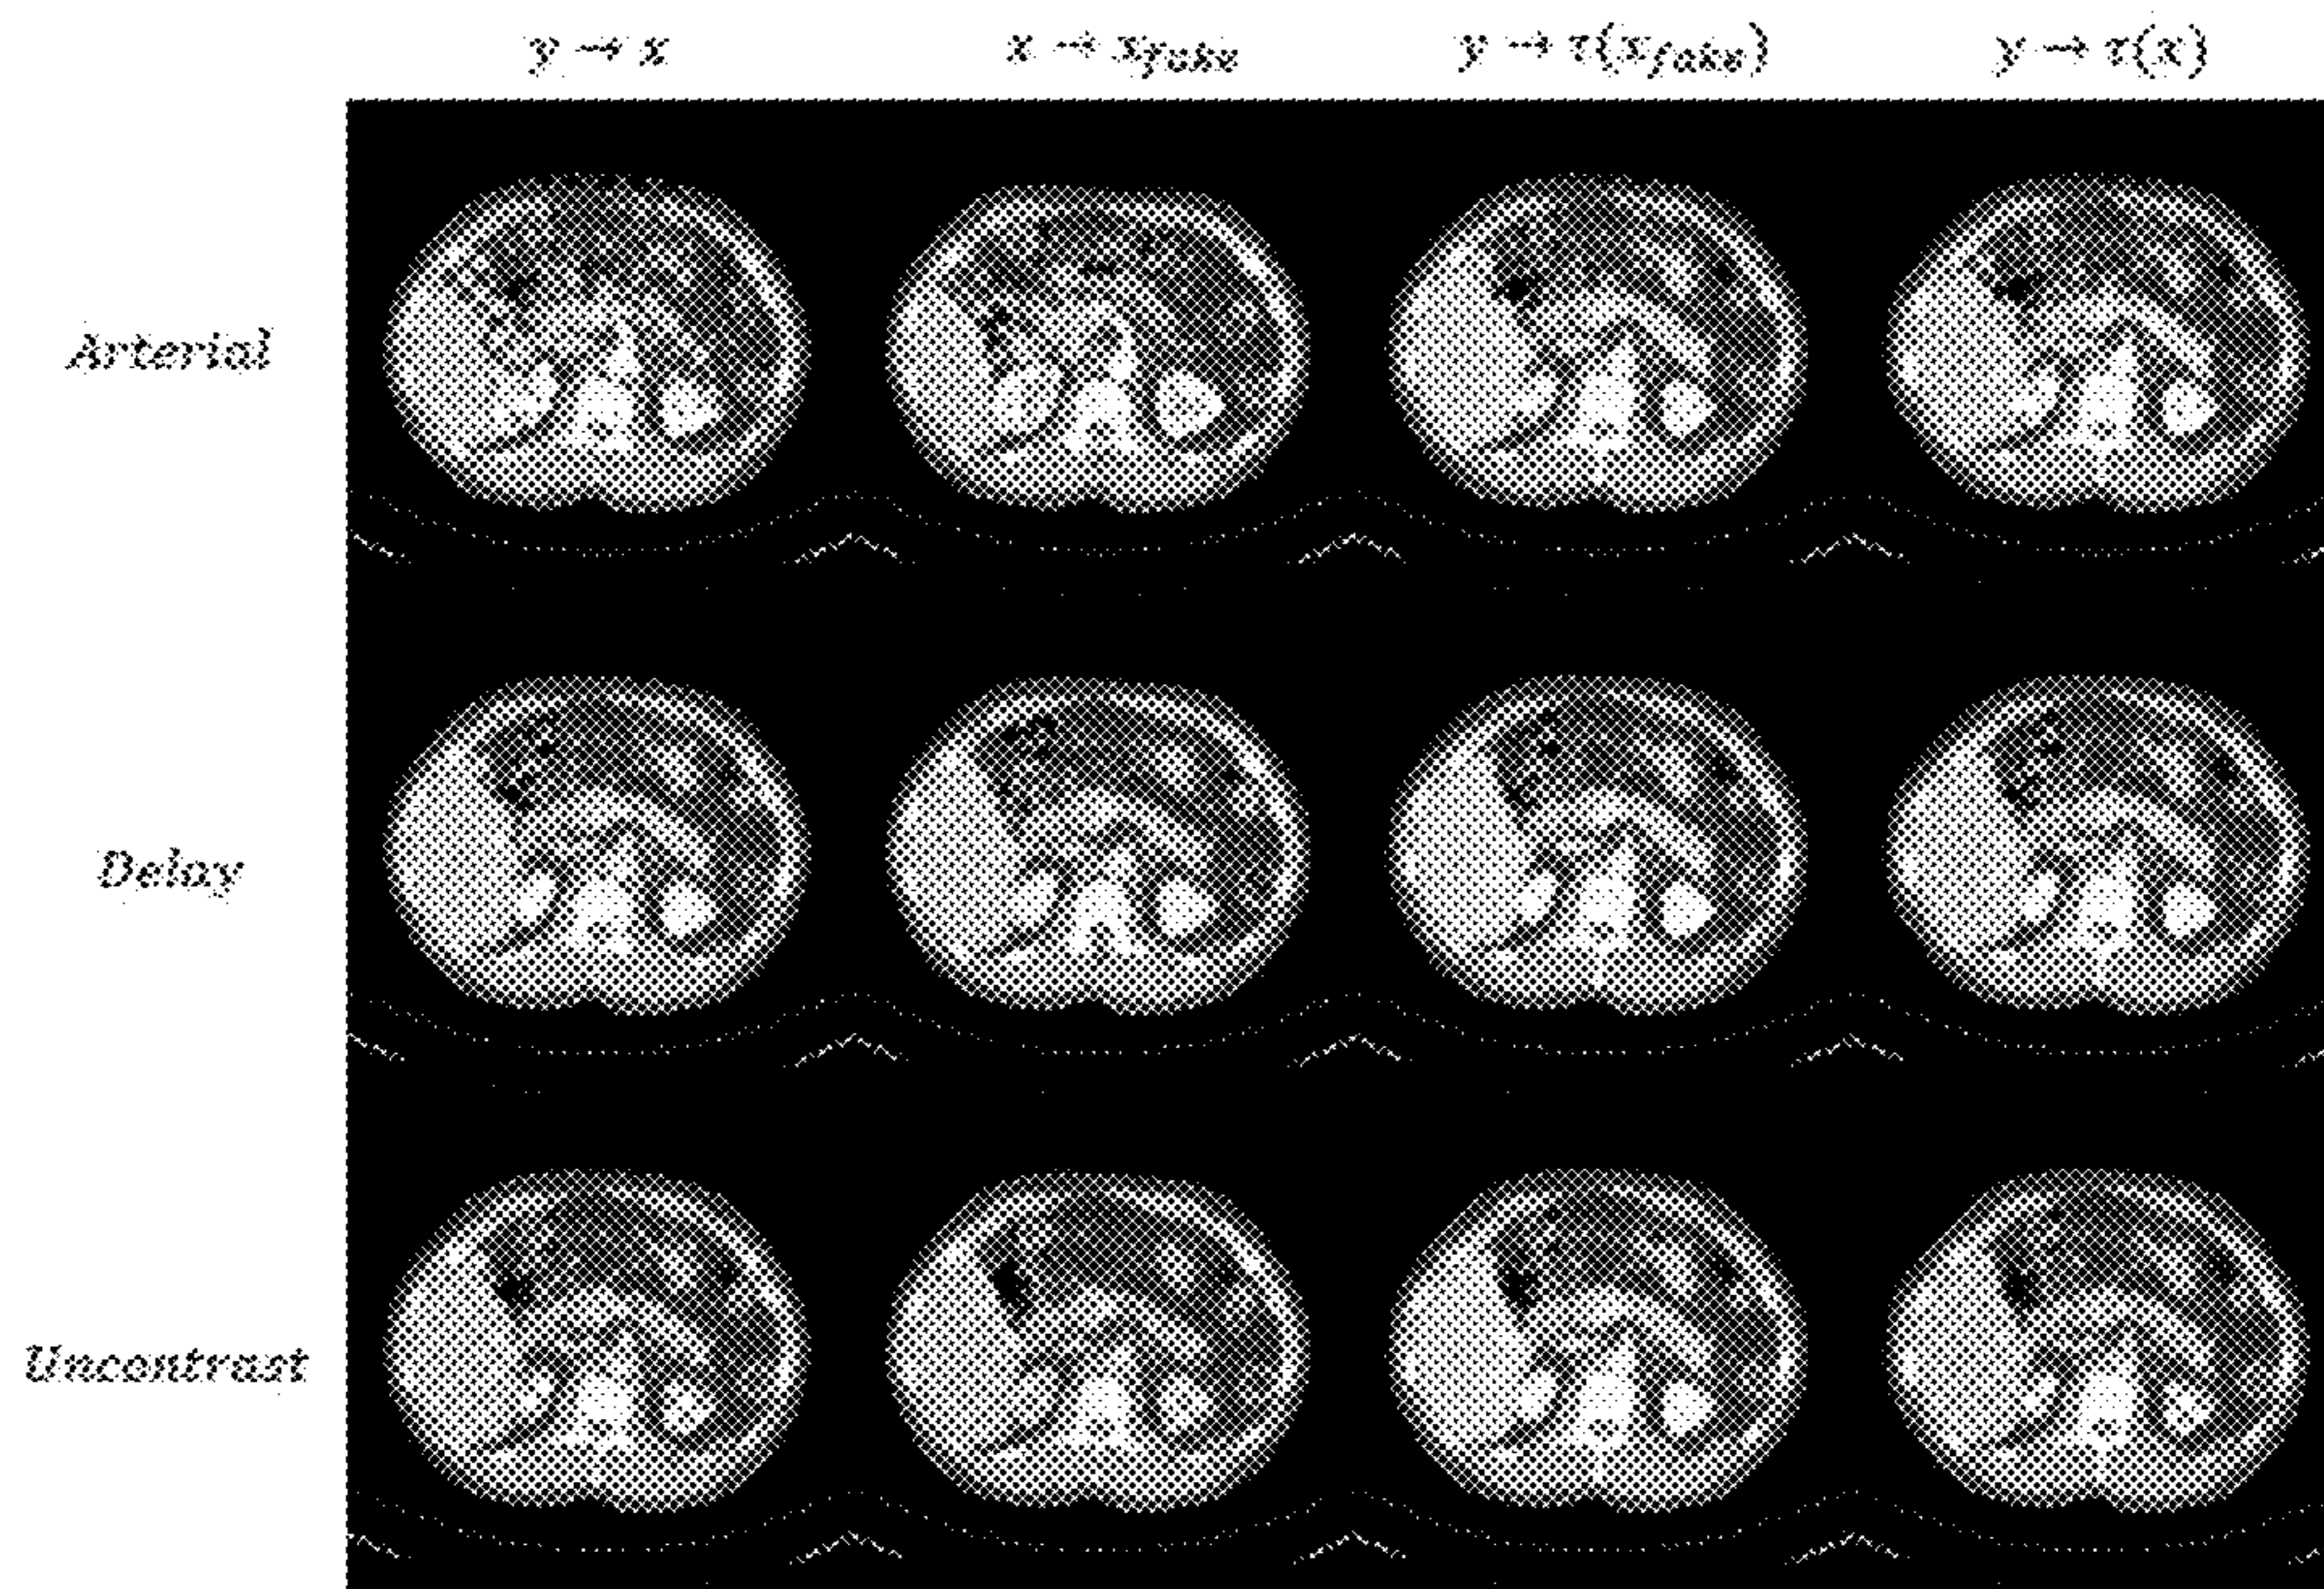 y → x
x → x_fake
y → τ(x_fake)
y → τ(x)
Arterial
Delay
Uncontrast